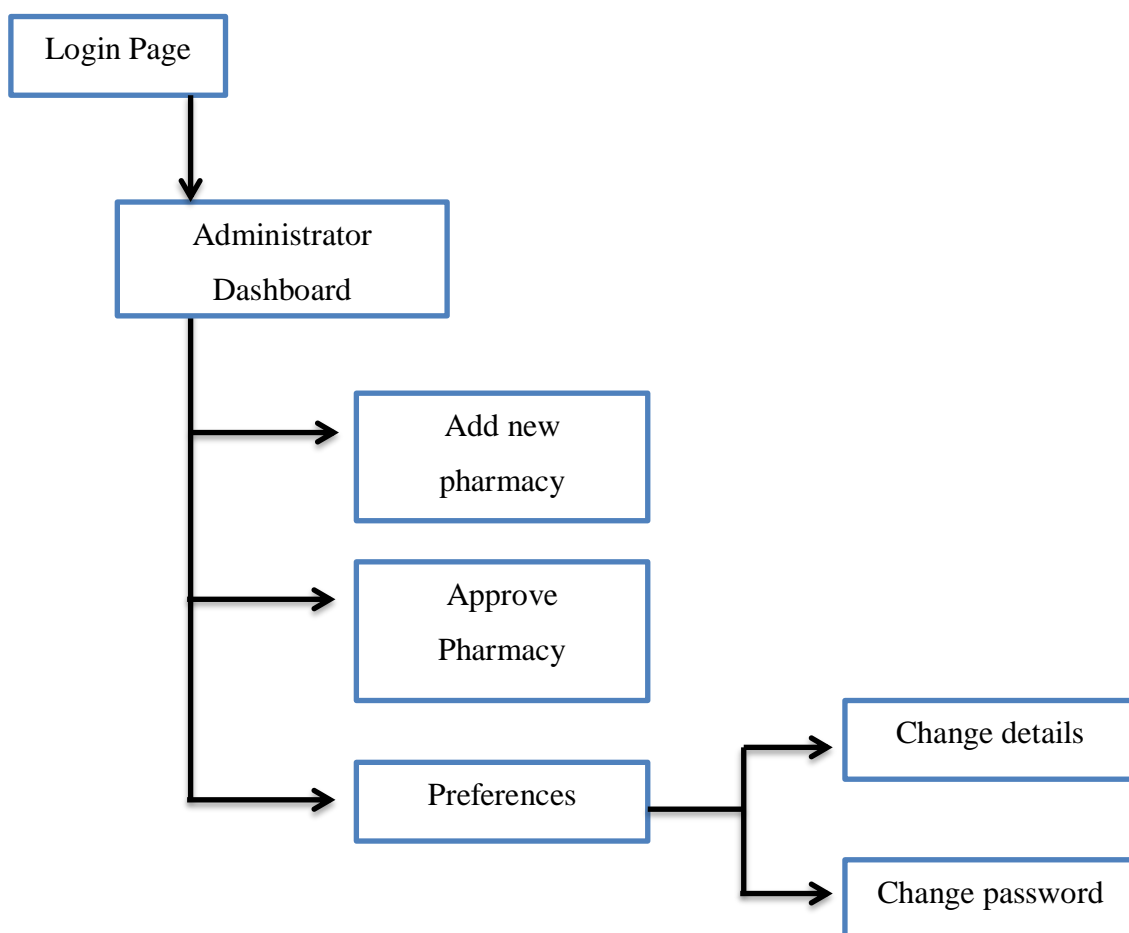 Login Page
Administrator
Dashboard
Add new
pharmacy
Approve
Pharmacy
Preferences
Change details
Change password